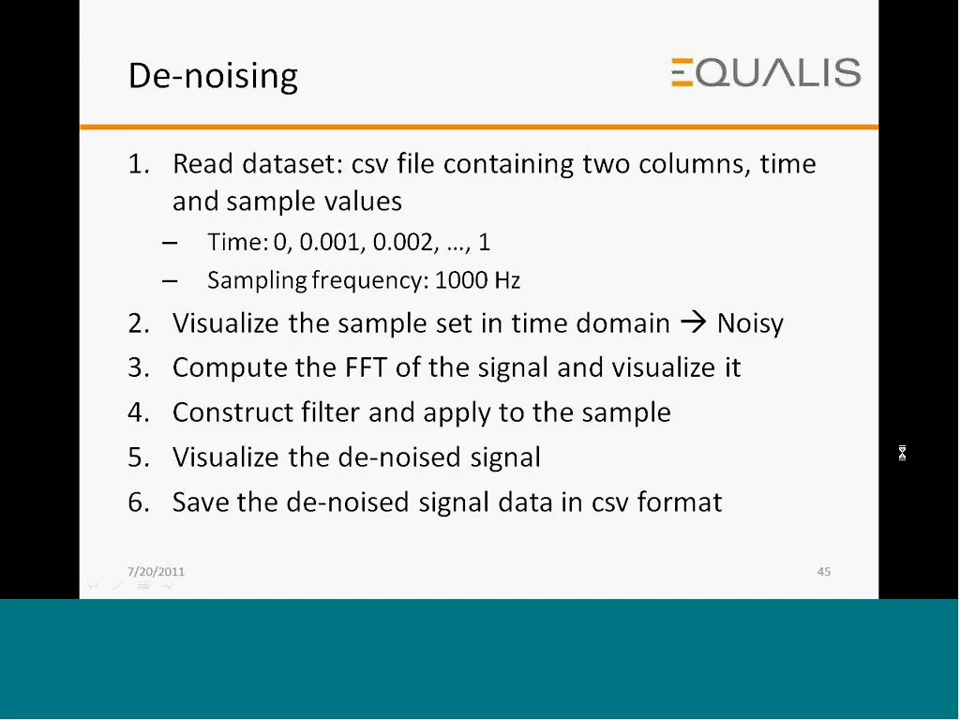 De-noising
EQUALIS
1. Read dataset: csv file containing two columns, time
and sample values
– Time: 0, 0.001, 0.002, …, 1
– Sampling frequency: 1000 Hz
2. Visualize the sample set in time domain → Noisy
3. Compute the FFT of the signal and visualize it
4. Construct filter and apply to the sample
5. Visualize the de-noised signal
6. Save the de-noised signal data in csv format
7/20/2011
45